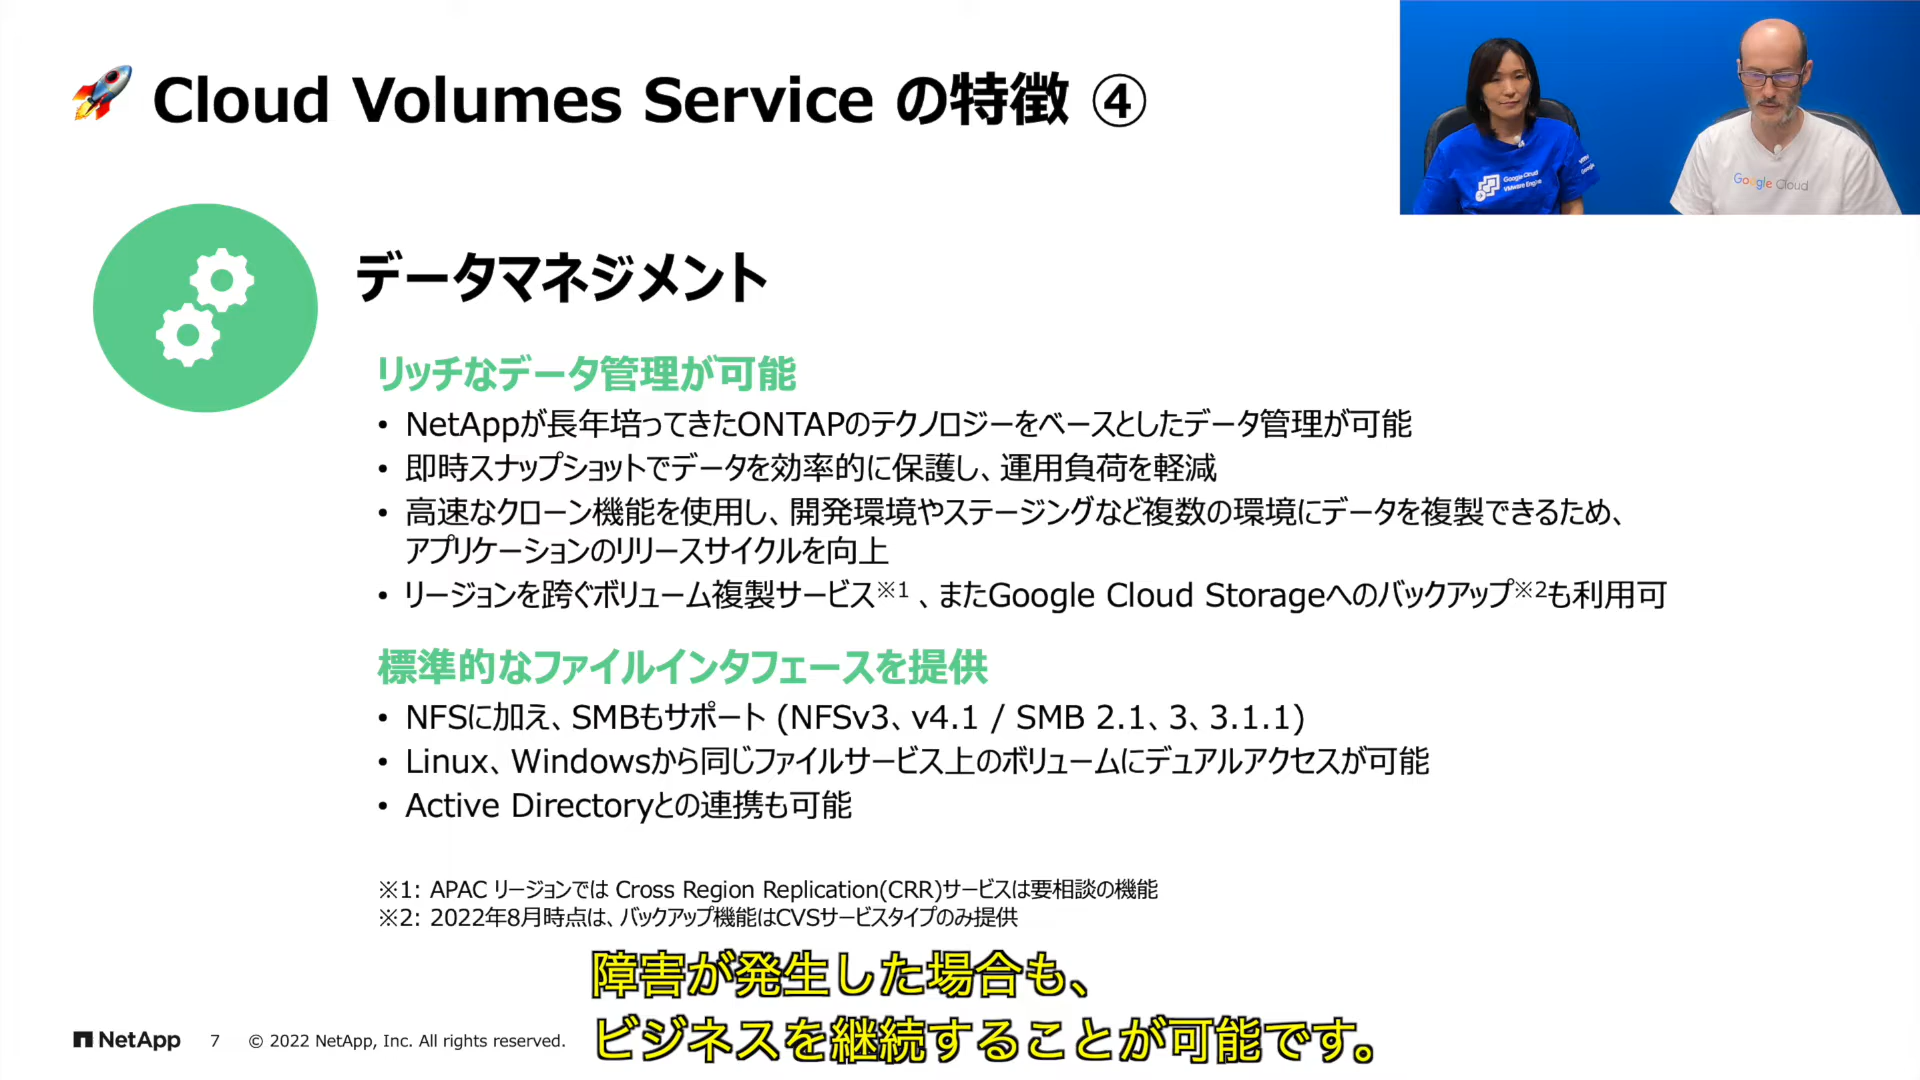 Cloud Volumes Service の特徴 ④
Google Cloud
VMware Engine
Google Cloud
データマネジメント
リッチなデータ管理が可能
• NetAppが長年培ってきたONTAPのテクノロジーをベースとしたデータ管理が可能
• 即時スナップショットでデータを効率的に保護し、運用負荷を軽減
• 高速なクローン機能を使用し、開発環境やステージングなど複数の環境にデータを複製できるため、
アプリケーションのリリースサイクルを向上
• リージョンを跨ぐボリューム複製サービス※1 、またGoogle Cloud Storageへのバックアップ※2も利用可
標準的なファイルインタフェースを提供
• NFSに加え、SMBもサポート (NFSv3、v4.1 / SMB 2.1、3、3.1.1)
• Linux、Windowsから同じファイルサービス上のボリュームにデュアルアクセスが可能
• Active Directoryとの連携も可能
※1: APAC リージョンでは Cross Region Replication(CRR)サービスは要相談の機能
※2: 2022年8月時点は、バックアップ機能はCVSサービスタイプのみ提供
障害が発生した場合も、
ビジネスを継続することが可能です。
NetApp 7 © 2022 NetApp, Inc. All rights reserved.